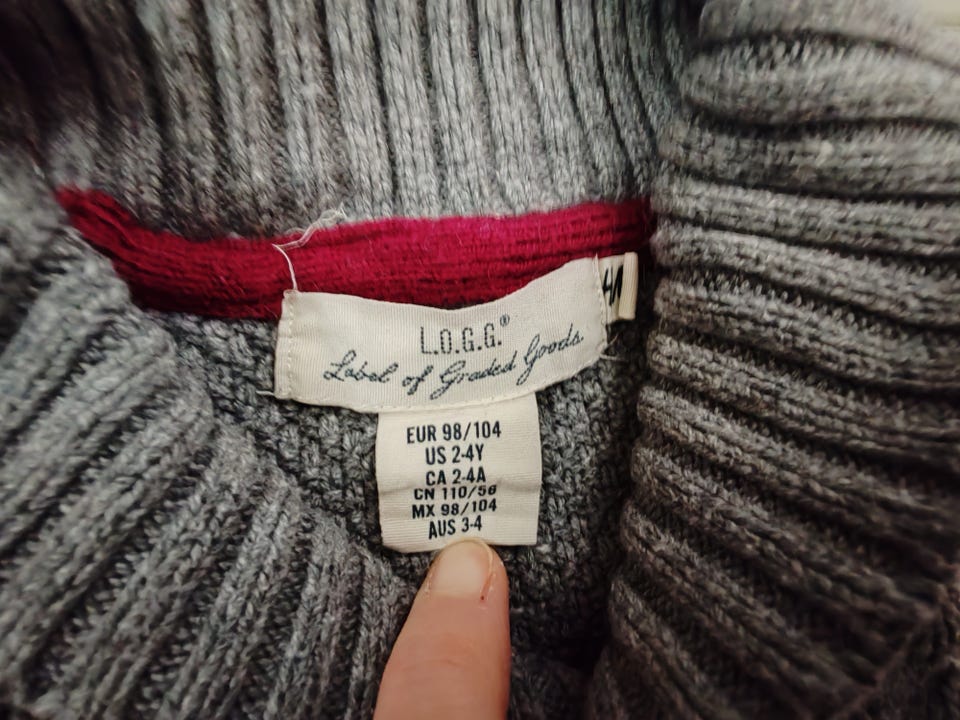 L.O.G.G.®
Label of Graded Goods
EUR 98/104
US 2-4Y
CA 2-4A
CN 110/56
MX 98/104
AUS 3-4